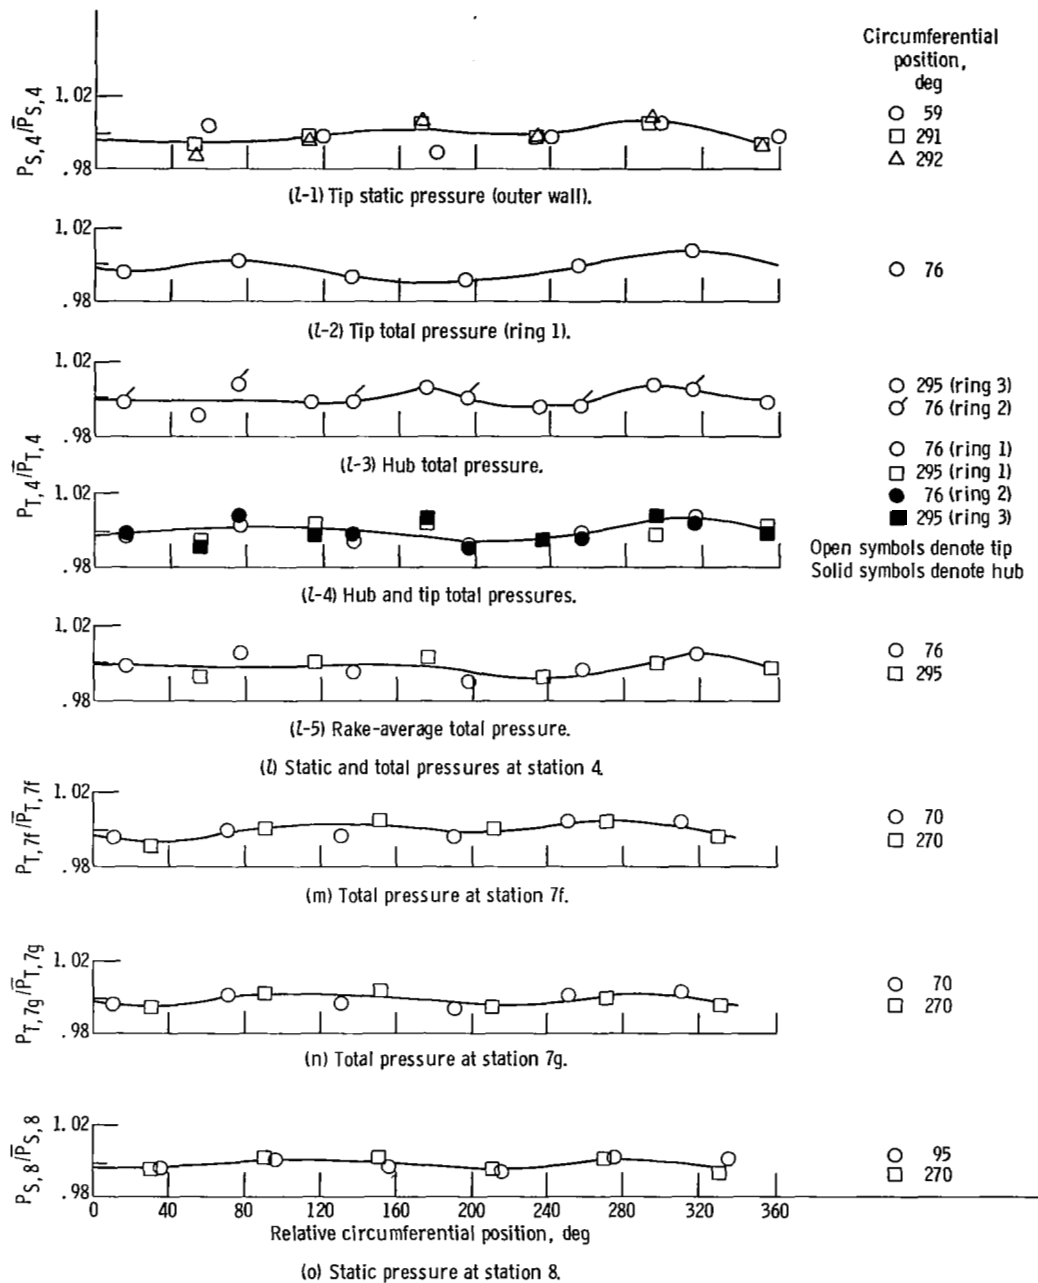 Circumferential
position,
deg
P_S,4/P̅_S,4
1.02
.98
○ 59
□ 291
△ 292
(l-1) Tip static pressure (outer wall).
1.02
.98
○ 76
(l-2) Tip total pressure (ring 1).
P_T,4/P̅_T,4
1.02
.98
295 (ring 3)
76 (ring 2)
(l-3) Hub total pressure.
76 (ring 1)
295 (ring 1)
76 (ring 2)
295 (ring 3)
Open symbols denote tip
Solid symbols denote hub
1.02
.98
(l-4) Hub and tip total pressures.
1.02
.98
○ 76
□ 295
(l-5) Rake-average total pressure.
(l) Static and total pressures at station 4.
P_T,7f/P̅_T,7f
1.02
.98
○ 70
□ 270
(m) Total pressure at station 7f.
P_T,7g/P̅_T,7g
1.02
.98
○ 70
□ 270
(n) Total pressure at station 7g.
P_S,8/P̅_S,8
1.02
.98
○ 95
□ 270
0 40 80 120 160 200 240 280 320 360
Relative circumferential position, deg
(o) Static pressure at station 8.